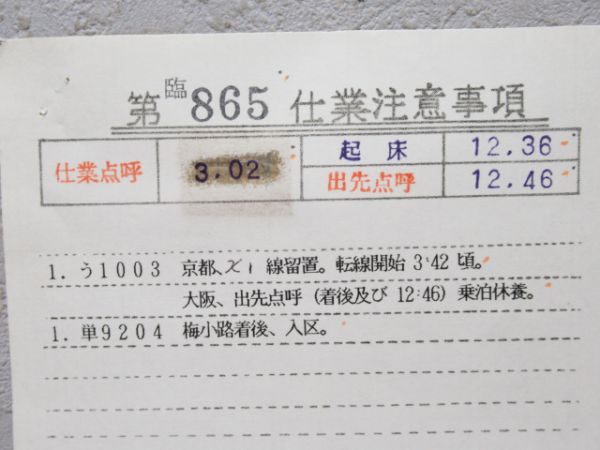 第臨865 仕業注意事項
仕業点呼 3.02 起床 12.36
出先点呼 12.46
1. う1003 京都、 線留置。転線開始 3:42 頃。
大阪、出先点呼 (着後及び 12:46) 乗泊休養。
1. 単9204 梅小路着後、入区。